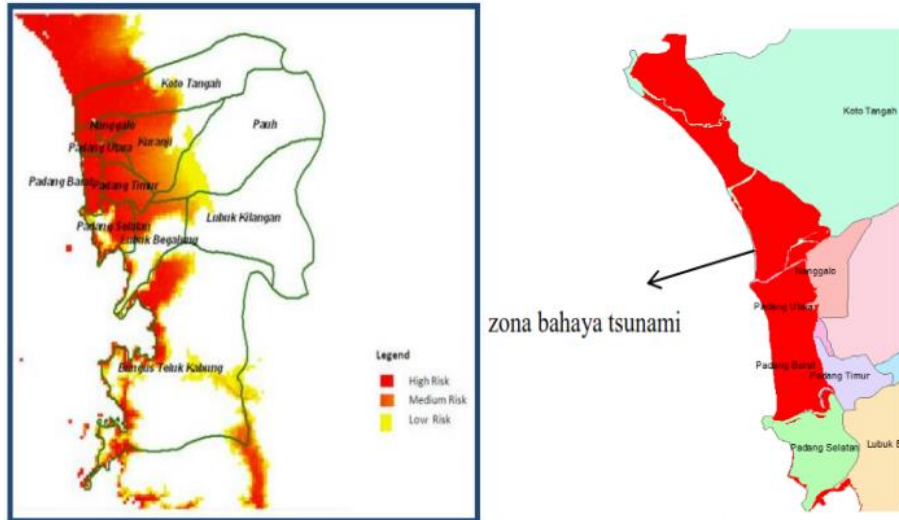 Koto Tangah
Pauh
Nanggalo
Kuranji
Padang Utara
Padang Barat
Padang Timur
Lubuk Kilangan
Padang Selatan
Lubuk Begalung
Bungus Teluk Kabung
Legend
High Risk
Medium Risk
Low Risk
zona bahaya tsunami
Koto Tangah
Nanggalo
Padang Utara
Padang Barat
Padang Timur
Padang Selatan
Lubuk B